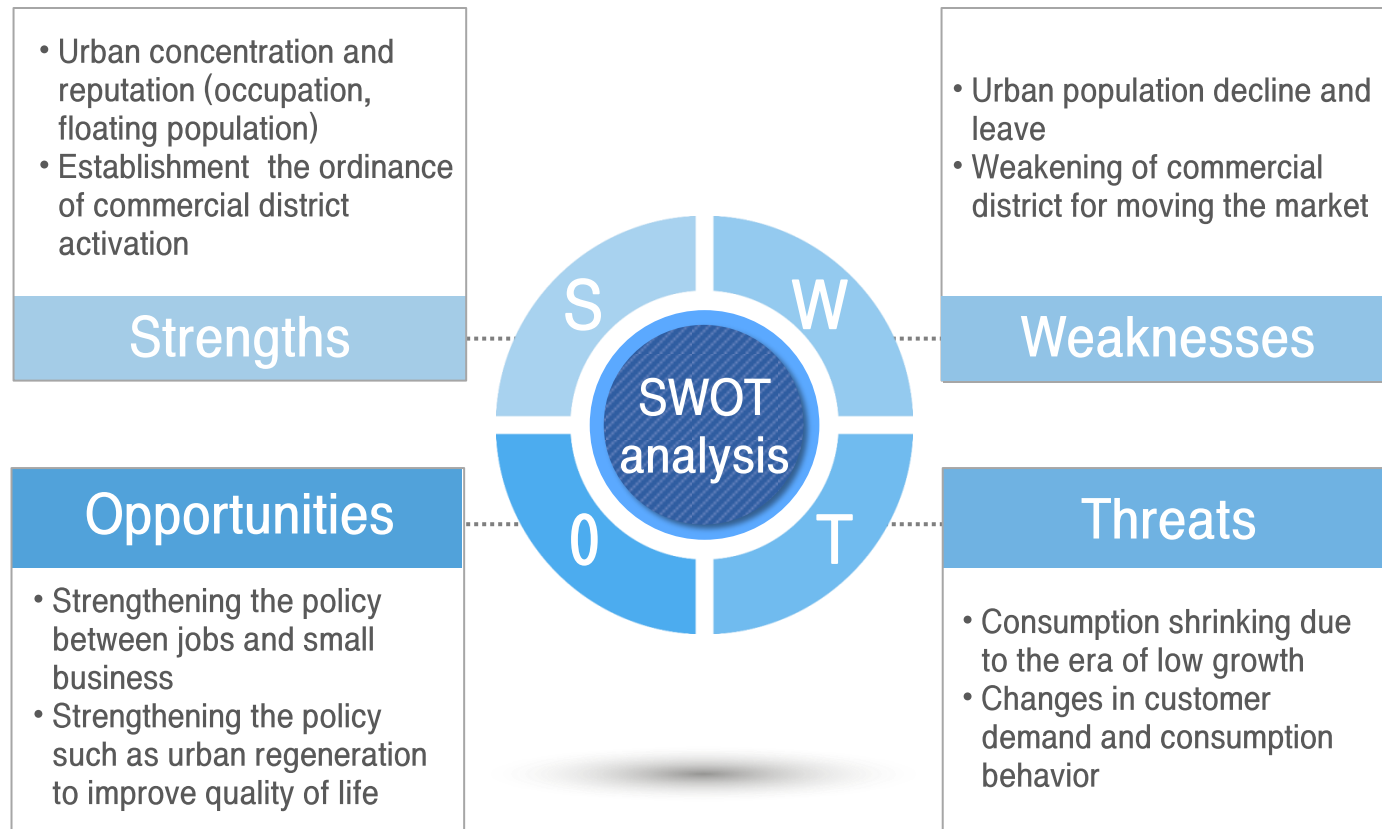 • Urban concentration and
reputation (occupation,
floating population)
• Establishment the ordinance
of commercial district
activation
Strengths
• Urban population decline and
leave
• Weakening of commercial
district for moving the market
Weaknesses
S
W
SWOT
analysis
O
T
Opportunities
• Strengthening the policy
between jobs and small
business
• Strengthening the policy
such as urban regeneration
to improve quality of life
Threats
• Consumption shrinking due
to the era of low growth
• Changes in customer
demand and consumption
behavior